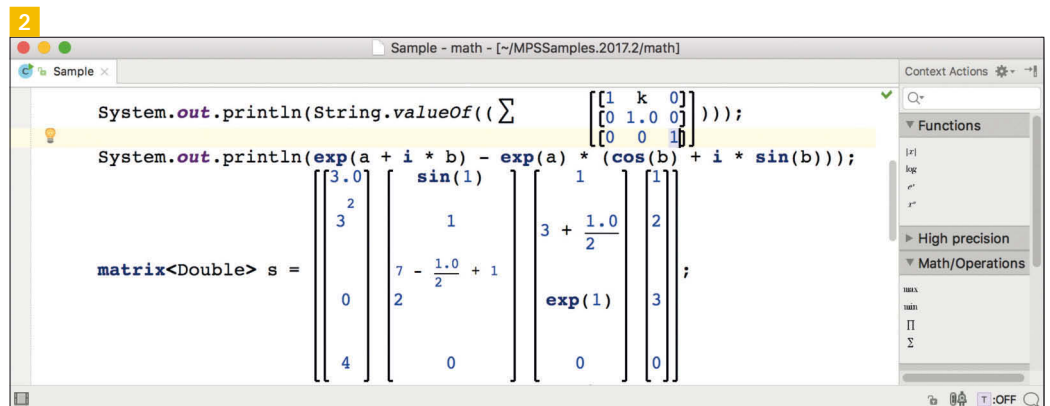 2
Sample - math - [~/MPSSamples.2017.2/math]
Sample
Context Actions
System.out.println(String.valueOf((∑ [[1 k 0]
[0 1.0 0]
[0 0 1]] )));
System.out.println(exp(a + i * b) - exp(a) * (cos(b) + i * sin(b)));
matrix<Double> s =
3.0 sin(1) 1 1
3 2 1 3 + 1.0 2 2
0 2 7 - 1.0 2 + 1 exp(1) 3
4 0 0 0
;
Functions
|x|
log
High precision
Math/Operations
max
min
∏
Σ
T :OFF